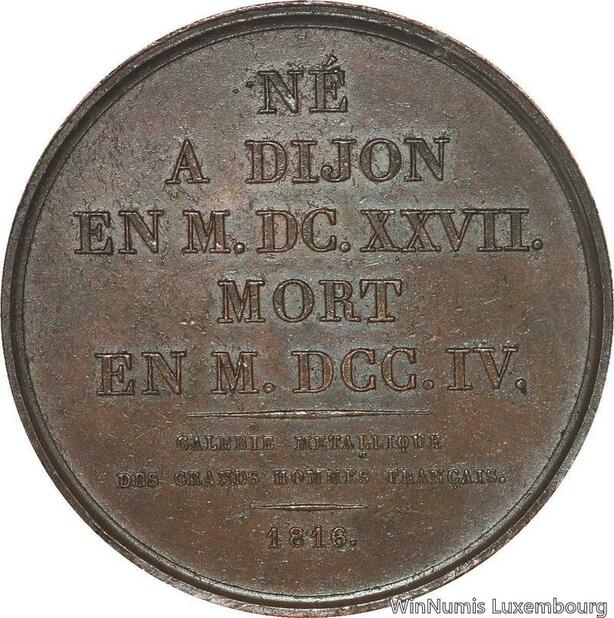 NÉ
A DIJON
EN M. DC. XXVII.
MORT
EN M. DCC. IV.
GALERIE METALLIQUE
DES GRANDS HOMMES FRANÇAIS.
1816.
WinNumis Luxembourg